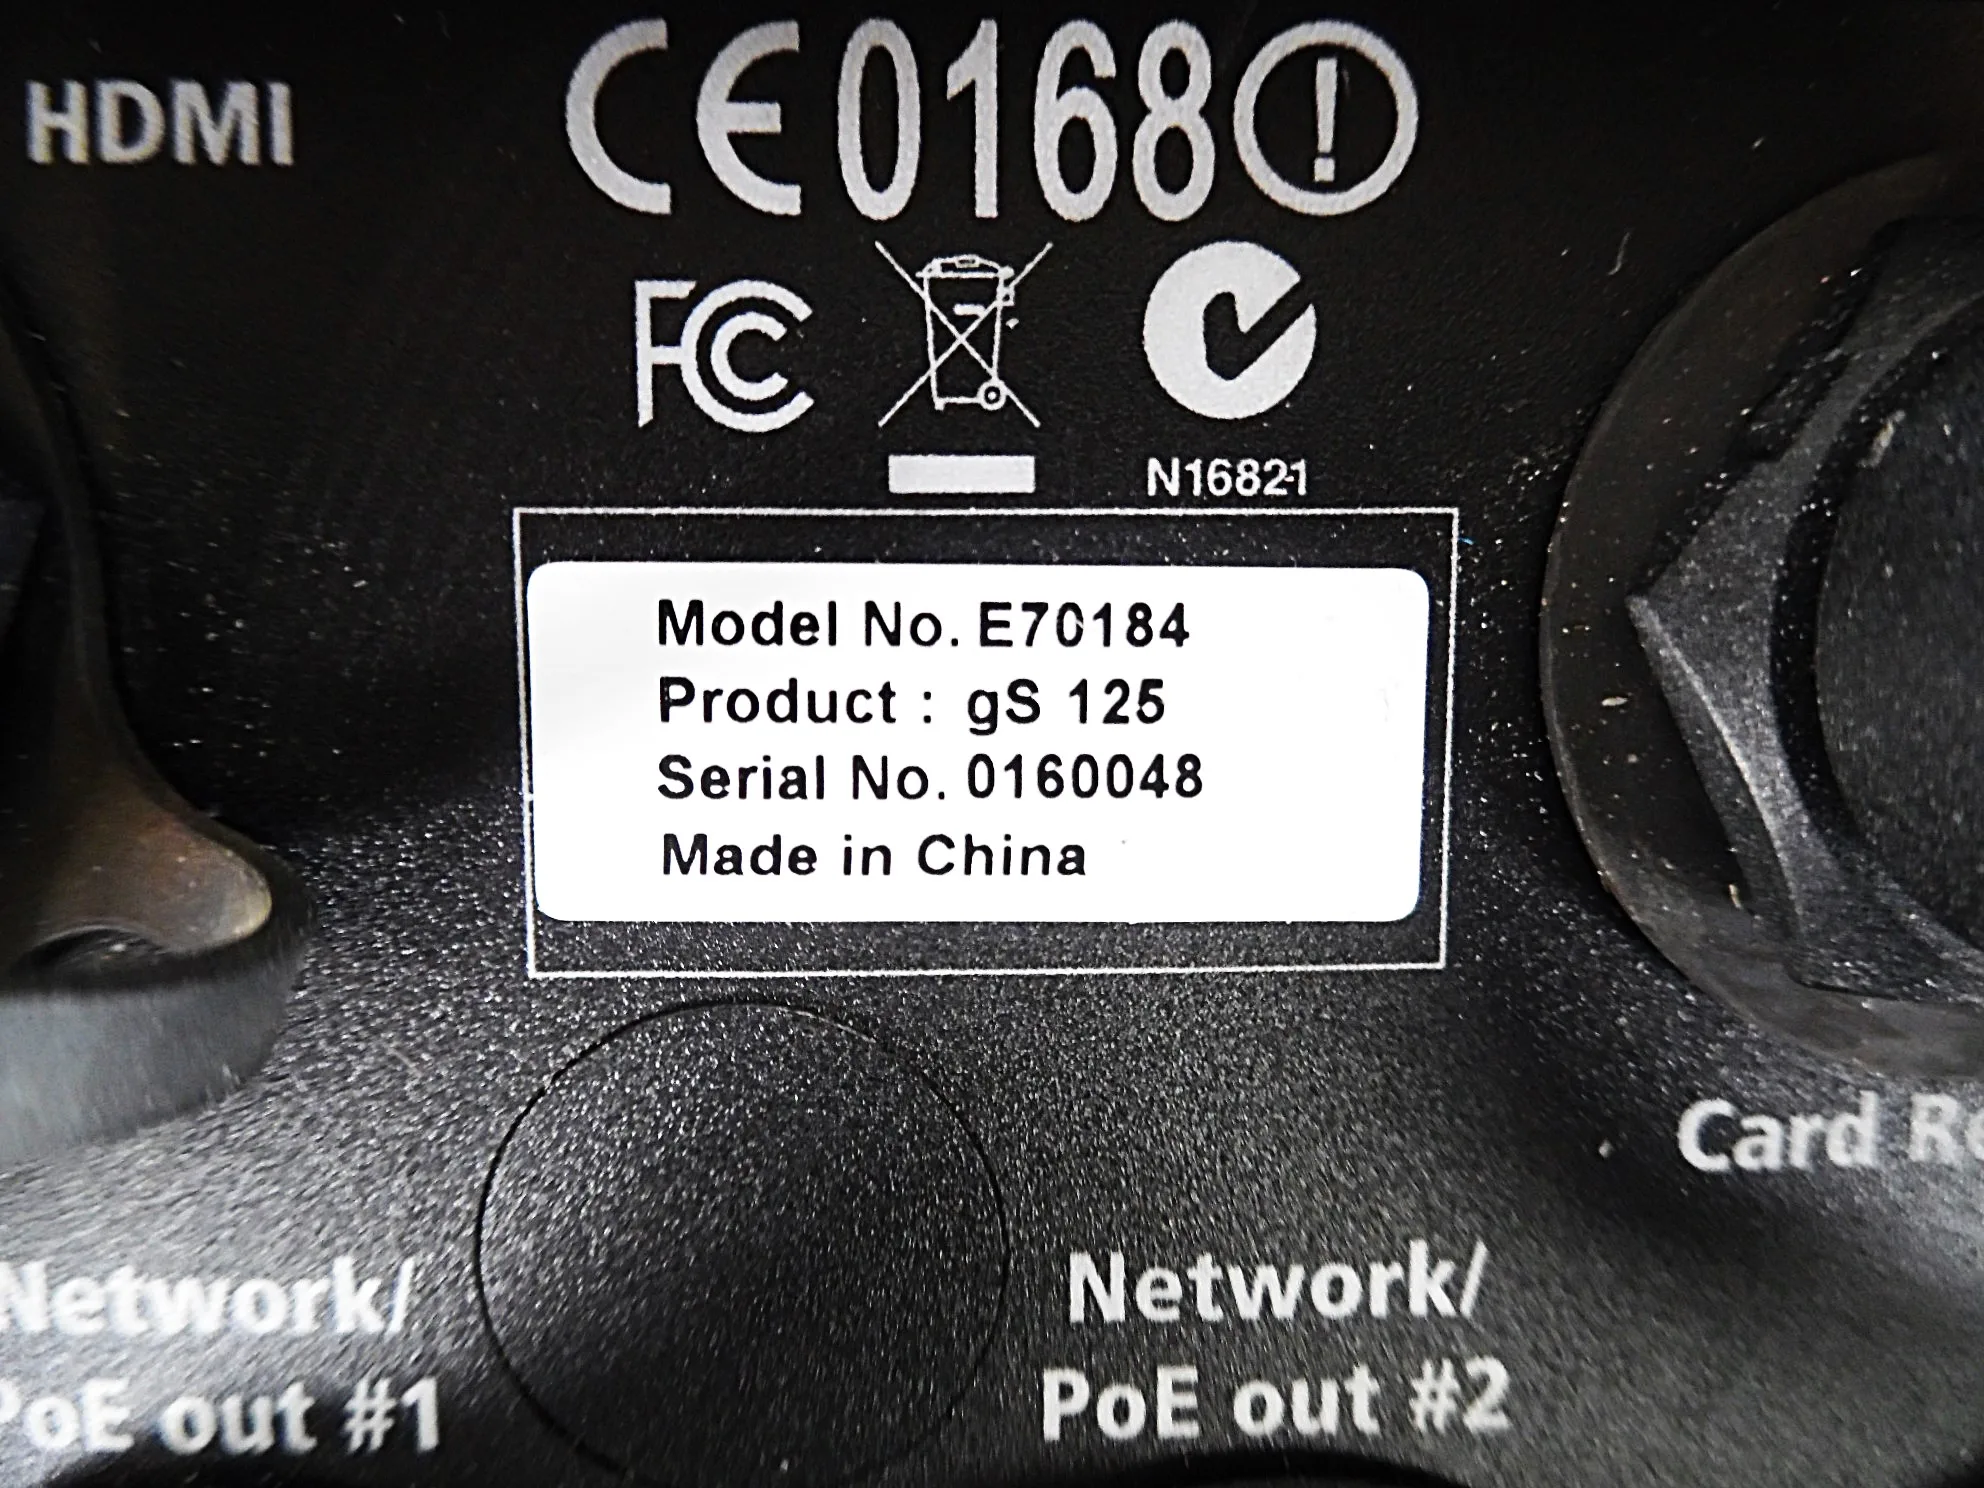 HDMI
CE0168
FC
N16821
Model No. E70184
Product : gS 125
Serial No. 0160048
Made in China
Card
Network/
PoE out #1
Network/
PoE out #2